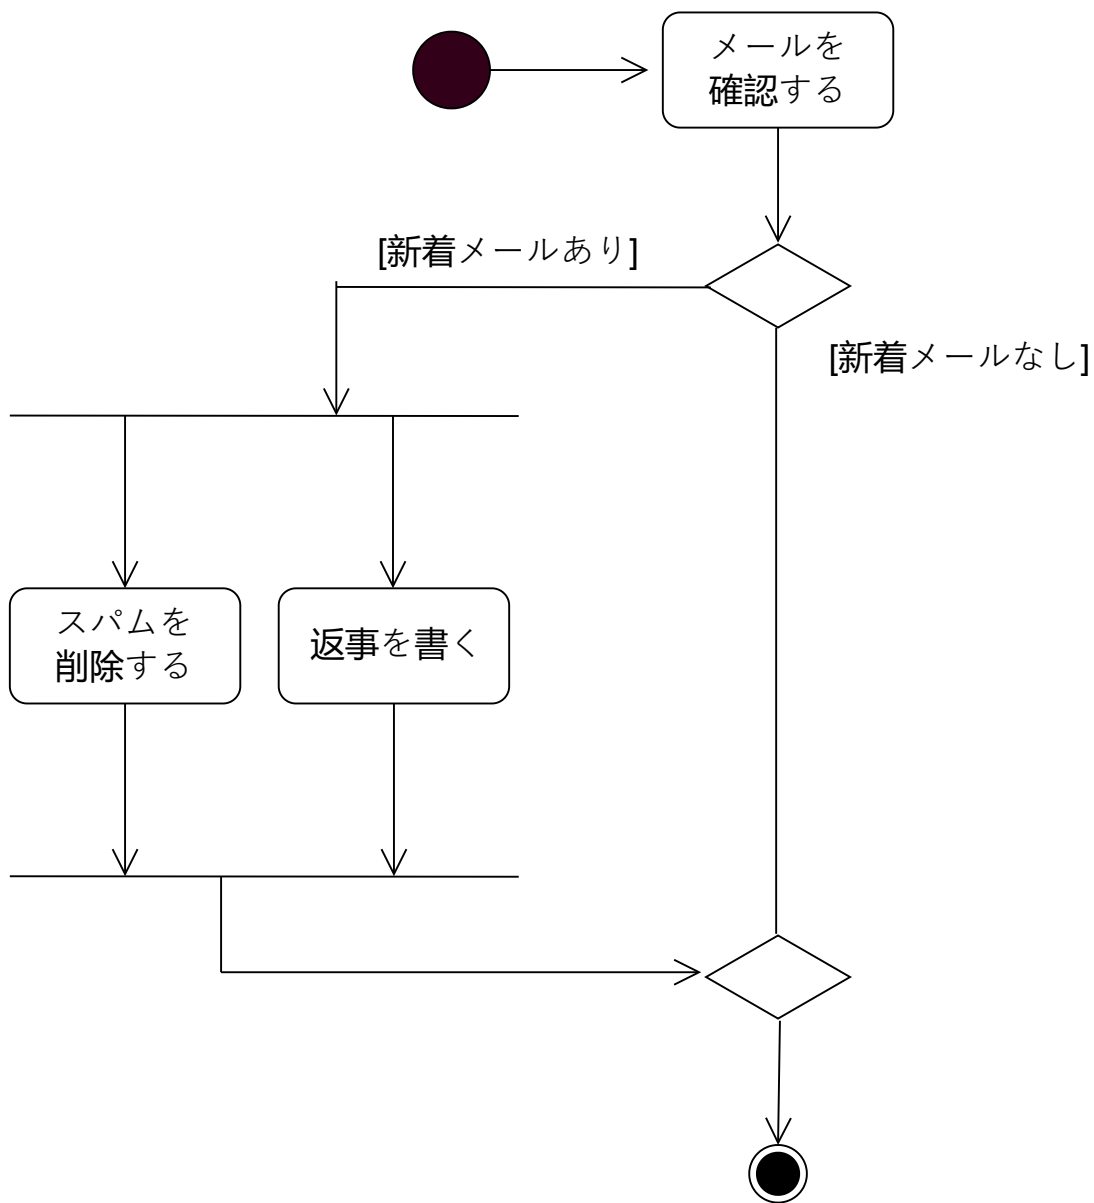 メールを
確認する
[新着メールあり]
[新着メールなし]
スパムを
削除する
返事を書く